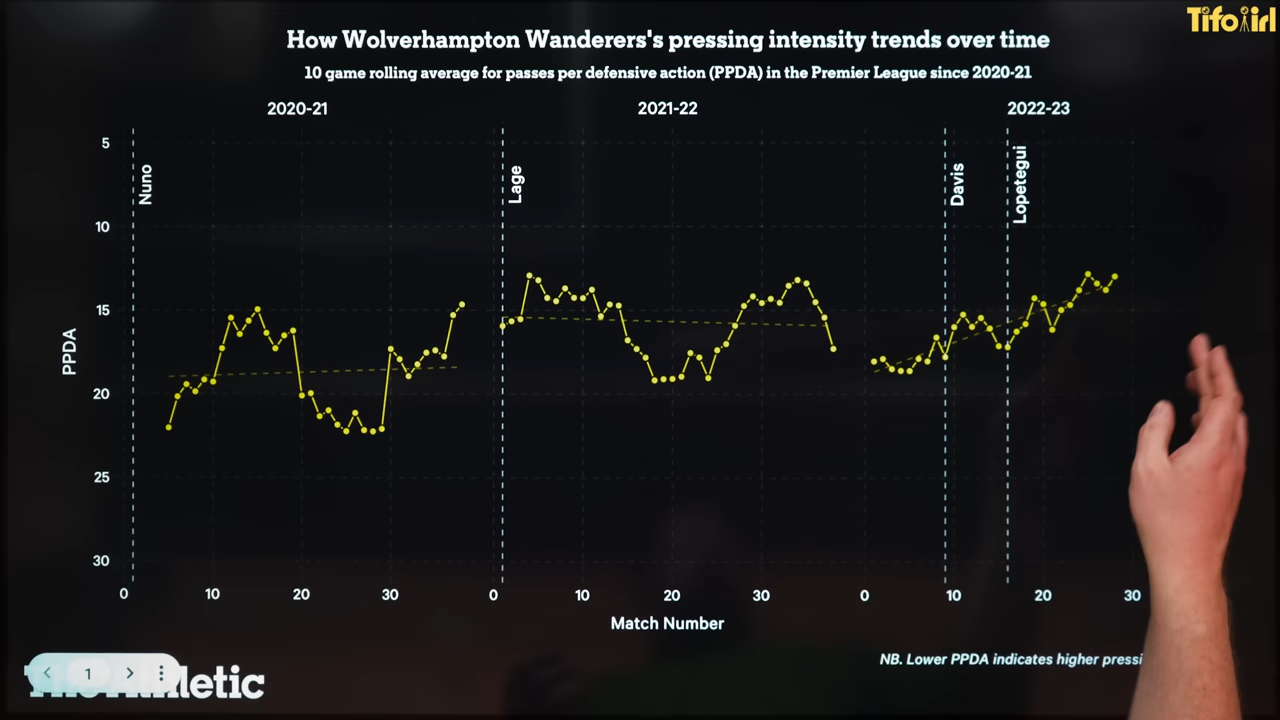 Tifo irl
How Wolverhampton Wanderers's pressing intensity trends over time
10 game rolling average for passes per defensive action (PPDA) in the Premier League since 2020-21
2020-21 2021-22 2022-23
Nuno
Lage
Davis
Lopetegui
5
10
15
20
25
30
PPDA
0 10 20 30 0 10 20 30 0 10 20 30
Match Number
NB. Lower PPDA indicates higher pressi
1